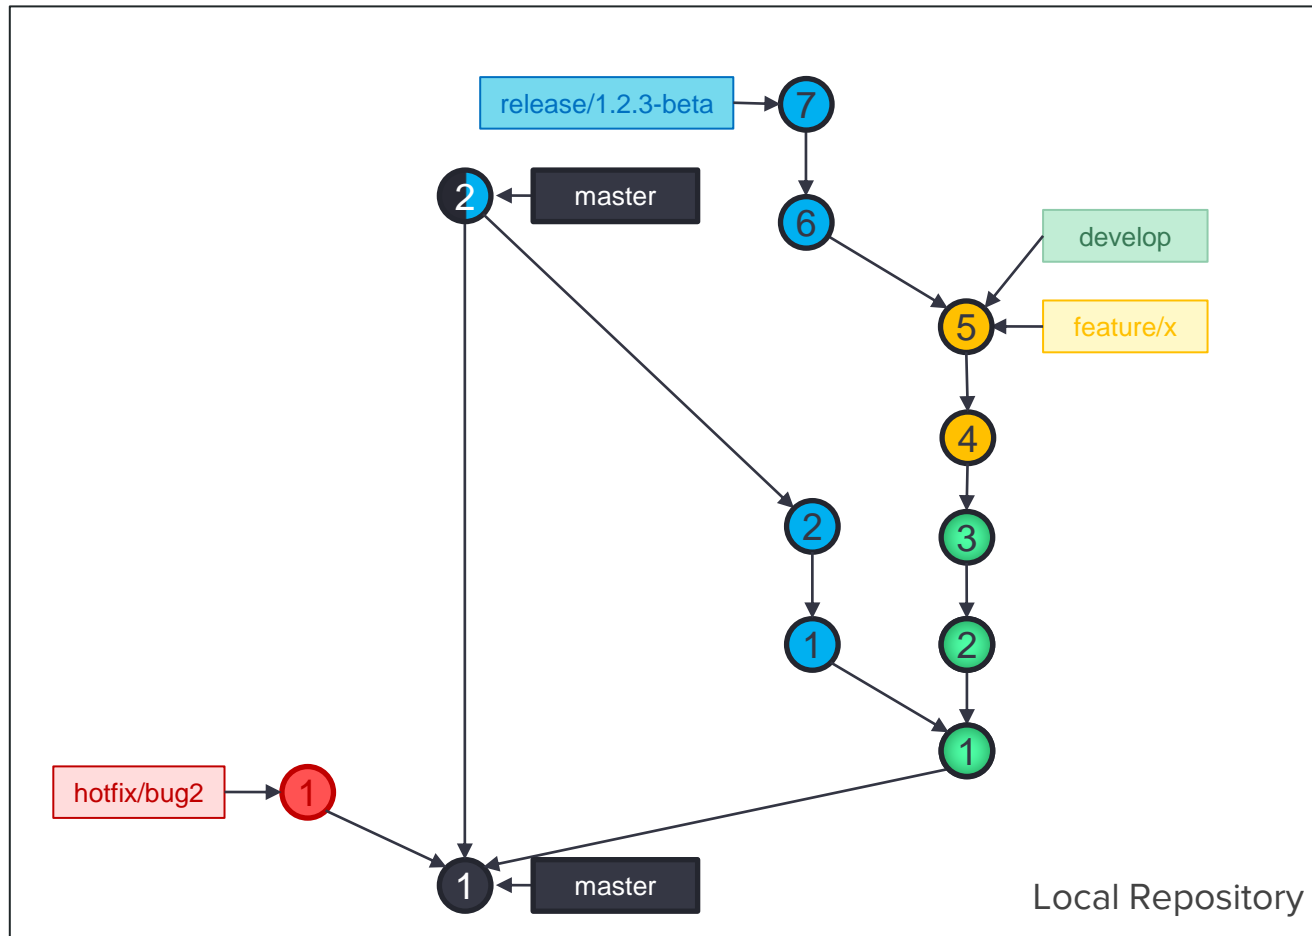 release/1.2.3-beta
7
2
master
6
develop
5
feature/x
4
2
3
1
2
1
hotfix/bug2
1
1
master
Local Repository